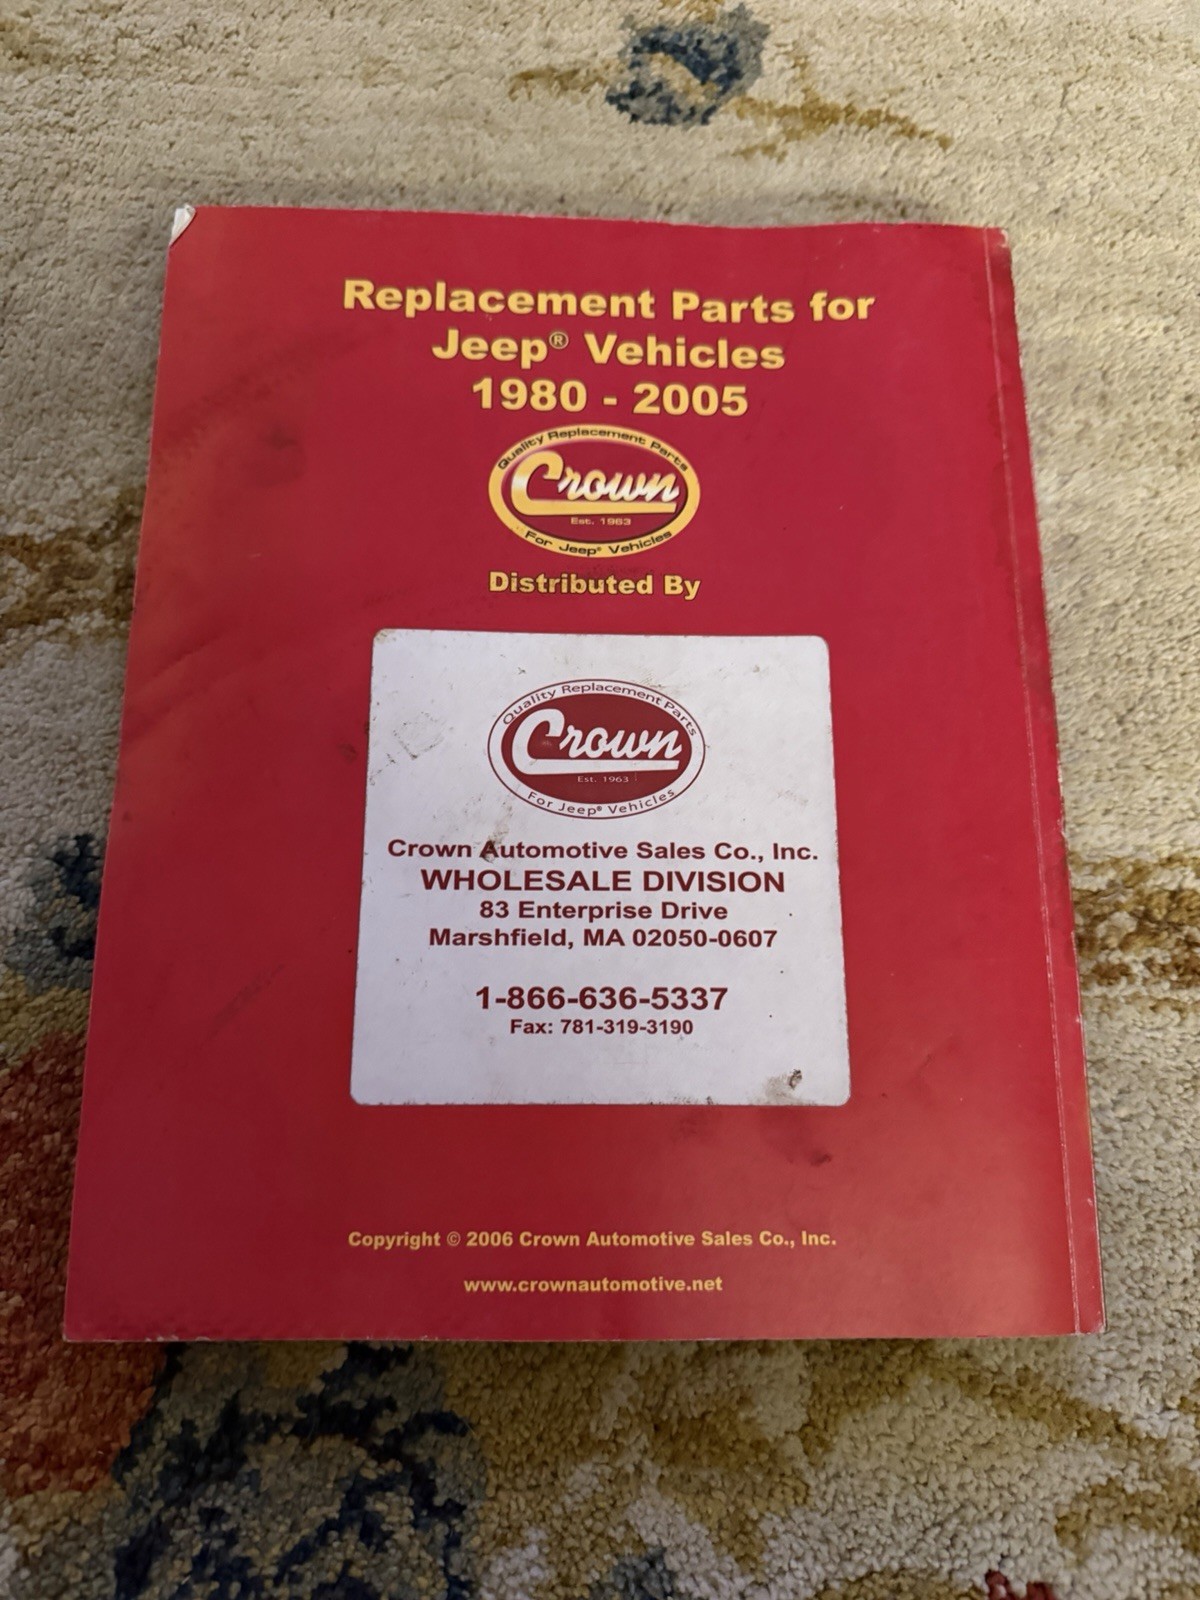 Replacement Parts for
Jeep® Vehicles
1980 - 2005
Quality Replacement Parts
Crown
Est. 1963
For Jeep® Vehicles
Distributed By
Quality Replacement Parts
Crown
Est. 1963
For Jeep® Vehicles
Crown Automotive Sales Co., Inc.
WHOLESALE DIVISION
83 Enterprise Drive
Marshfield, MA 02050-0607
1-866-636-5337
Fax: 781-319-3190
Copyright © 2006 Crown Automotive Sales Co., Inc.
www.crownautomotive.net